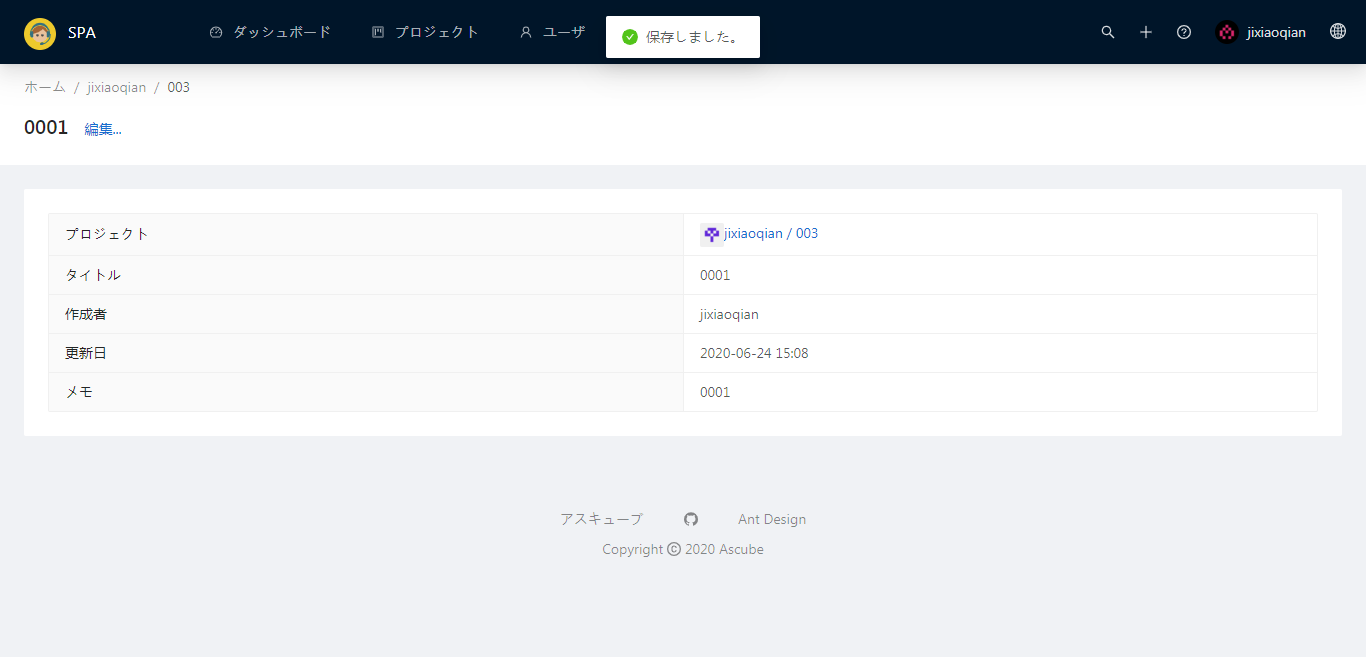 SPA ダッシュボード プロジェクト ユーザ 保存しました。 jixiaoqian
ホーム / jixiaoqian / 003
0001 編集...
プロジェクト jixiaoqian / 003
タイトル 0001
作成者 jixiaoqian
更新日 2020-06-24 15:08
メモ 0001
アスキューブ Ant Design
Copyright © 2020 Ascube